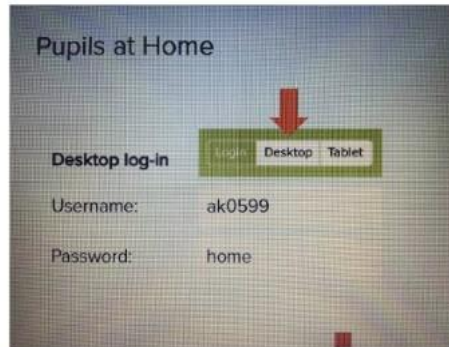 Pupils at Home
Login Desktop Tablet
Desktop log-in
Username: ak0599
Password: home